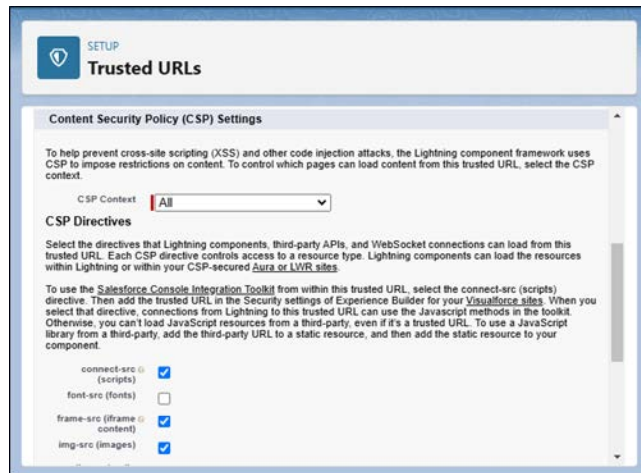 SETUP
Trusted URLs
Content Security Policy (CSP) Settings
To help prevent cross-site scripting (XSS) and other code injection attacks, the Lightning component framework uses
CSP to impose restrictions on content. To control which pages can load content from this trusted URL, select the CSP
context.
CSP Context All
CSP Directives
Select the directives that Lightning components, third-party APIs, and WebSocket connections can load from this
trusted URL. Each CSP directive controls access to a resource type. Lightning components can load the resources
within Lightning or within your CSP-secured Aura or LWR sites.
To use the Salesforce Console Integration Toolkit from within this trusted URL, select the connect-src (scripts)
directive. Then add the trusted URL in the Security settings of Experience Builder for your Visualforce sites. When you
select that directive, connections from Lightning to this trusted URL can use the Javascript methods in the toolkit.
Otherwise, you can't load JavaScript resources from a third-party, even if it's a trusted URL. To use a JavaScript
library from a third-party, add the third-party URL to a static resource, and then add the static resource to your
component.
connect-src
(scripts)
font-src (fonts)
frame-src (iframe
content)
img-src (images)